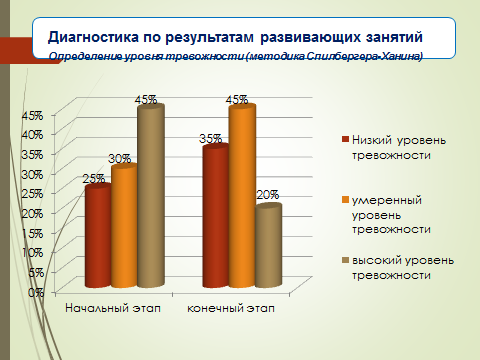 Диагностика по результатам развивающих занятий
Определение уровня тревожности (методика Спилбергера-Ханина)
45%
40%
35%
30%
25%
20%
15%
10%
5%
0%
25%
30%
45%
35%
45%
20%
Начальный этап
конечный этап
Низкий уровень
тревожности
умеренный
уровень
тревожности
высокий уровень
тревожности